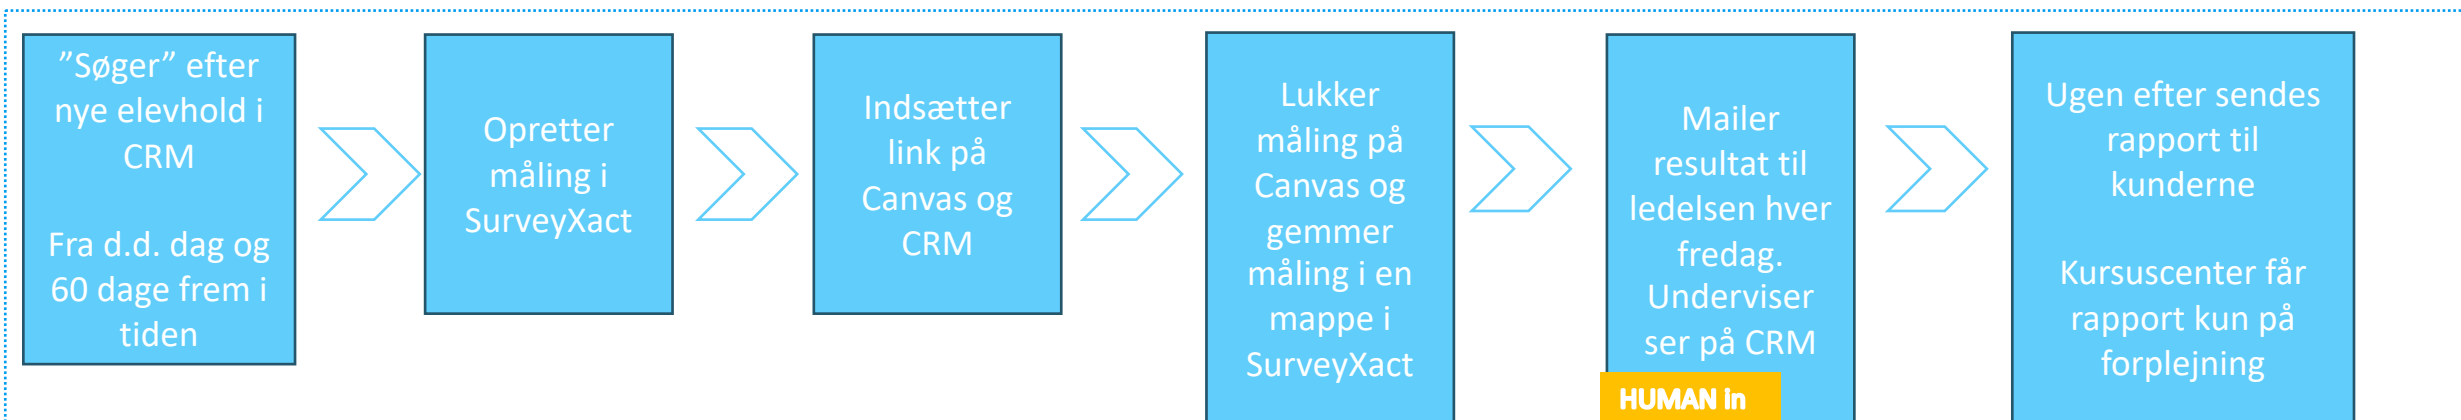 ”Søger” efter
nye elevhold i
CRM
Fra d.d. dag og
60 dage frem i
tiden
Opretter
måling i
SurveyXact
Indsætter
link på
Canvas og
CRM
Lukker
måling på
Canvas og
gemmer
måling i en
mappe i
SurveyXact
Mailer
resultat til
ledelsen hver
fredag.
Underviser
ser på CRM
HUMAN in
Ugen efter sendes
rapport til
kunderne
Kursuscenter får
rapport kun på
forplejning